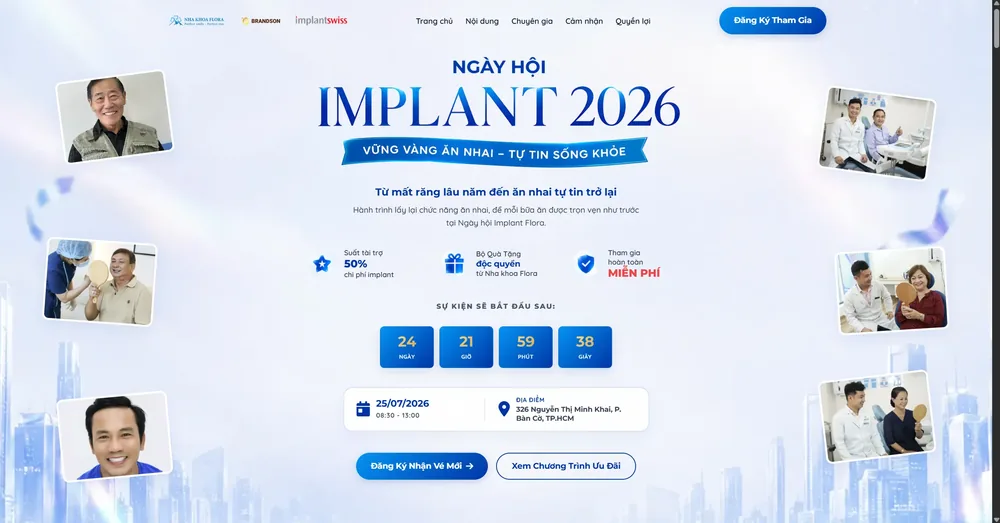 NHA KHOA FLORA
BRANDSON
implantswiss
Trang chủ
Nội dung
Chuyên gia
Cảm nhận
Quyền lợi
Đăng Ký Tham Gia
NGÀY HỘI
IMPLANT 2026
VỮNG VÀNG ĂN NHAI – TỰ TIN SỐNG KHỎE
Từ mất răng lâu năm đến ăn nhai tự tin trở lại
Hành trình lấy lại chức năng ăn nhai, để mỗi bữa ăn được trọn vẹn như trước
tại Ngày hội Implant Flora.
Suất tài trợ
50%
chi phí implant
Bộ Quà Tặng
độc quyền
từ Nha khoa Flora
Tham gia
hoàn toàn
MIỄN PHÍ
SỰ KIỆN SẼ BẮT ĐẦU SAU:
24
NGÀY
21
GIỜ
59
PHÚT
38
GIÂY
25/07/2026
08:30 - 13:00
ĐỊA ĐIỂM
326 Nguyễn Thị Minh Khai, P.
Bàn Cờ, TP.HCM
Đăng Ký Nhận Vé Mời →
Xem Chương Trình Ưu Đãi